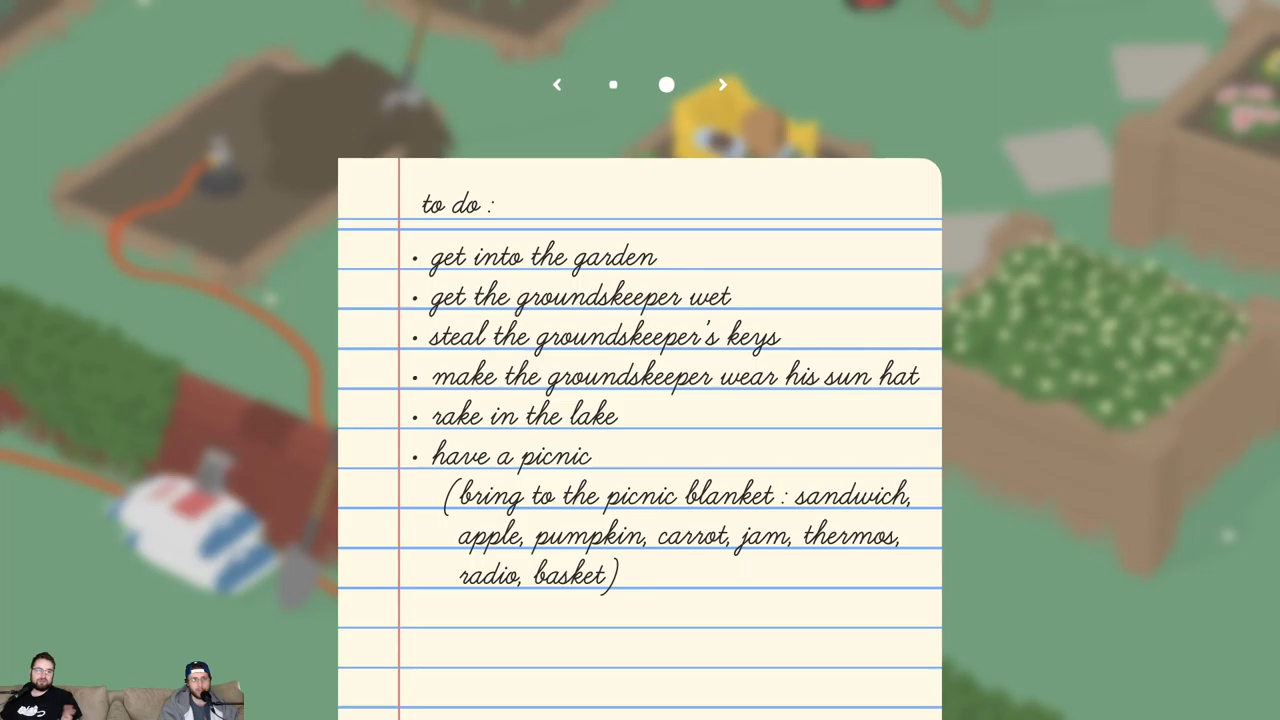 to do :
• get into the garden
• get the groundskeeper wet
• steal the groundskeeper's keys
• make the groundskeeper wear his sun hat
• rake in the lake
• have a picnic
(bring to the picnic blanket : sandwich,
apple, pumpkin, carrot, jam, thermos,
radio, basket)